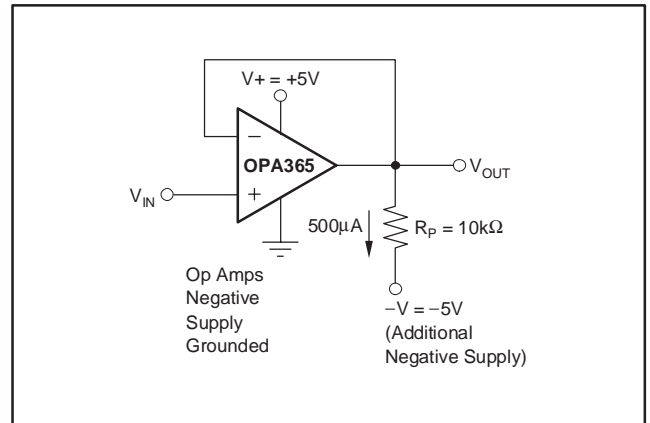 V+ = +5V
−
OPA365
+
V_IN
V_OUT
500μA
R_P = 10kΩ
Op Amps
Negative
Supply
Grounded
−V = −5V
(Additional
Negative Supply)